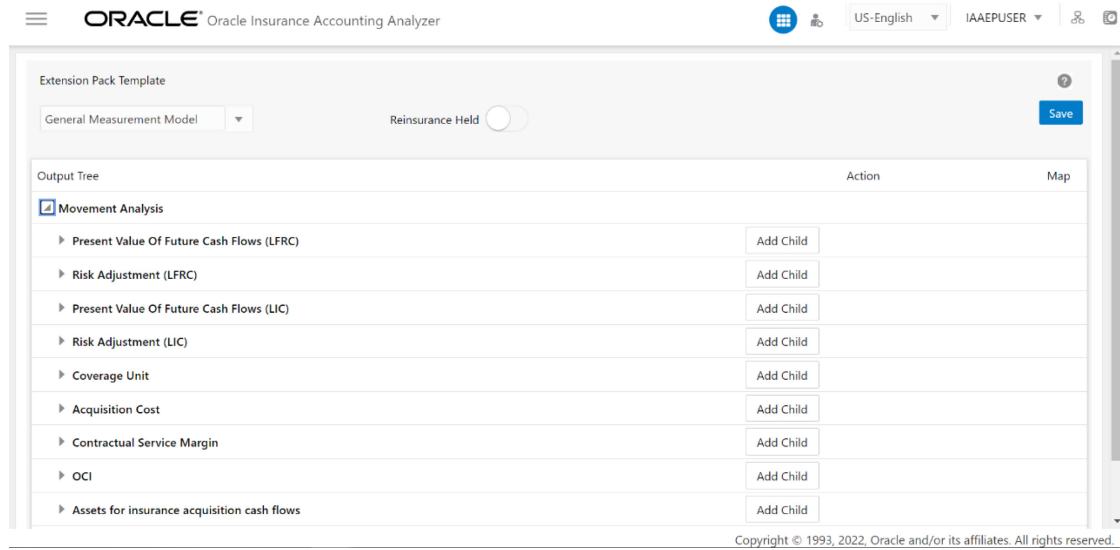 ORACLE® Oracle Insurance Accounting Analyzer US-English IAAEPUSER
Extension Pack Template
General Measurement Model Reinsurance Held Save
Output Tree Action Map
Movement Analysis
Present Value Of Future Cash Flows (LFRC) Add Child
Risk Adjustment (LFRC) Add Child
Present Value Of Future Cash Flows (LIC) Add Child
Risk Adjustment (LIC) Add Child
Coverage Unit Add Child
Acquisition Cost Add Child
Contractual Service Margin Add Child
OCI Add Child
Assets for insurance acquisition cash flows Add Child
Copyright © 1993, 2022, Oracle and/or its affiliates. All rights reserved.